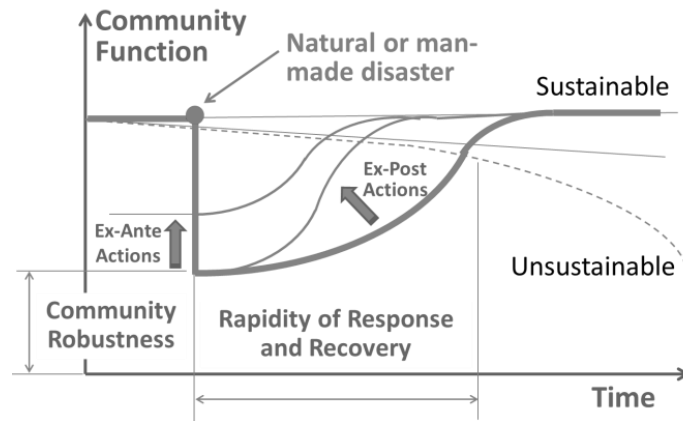 Community
Function
Natural or man-
made disaster
Sustainable
Ex-Post
Actions
Ex-Ante
Actions
Unsustainable
Community
Robustness
Rapidity of Response
and Recovery
Time